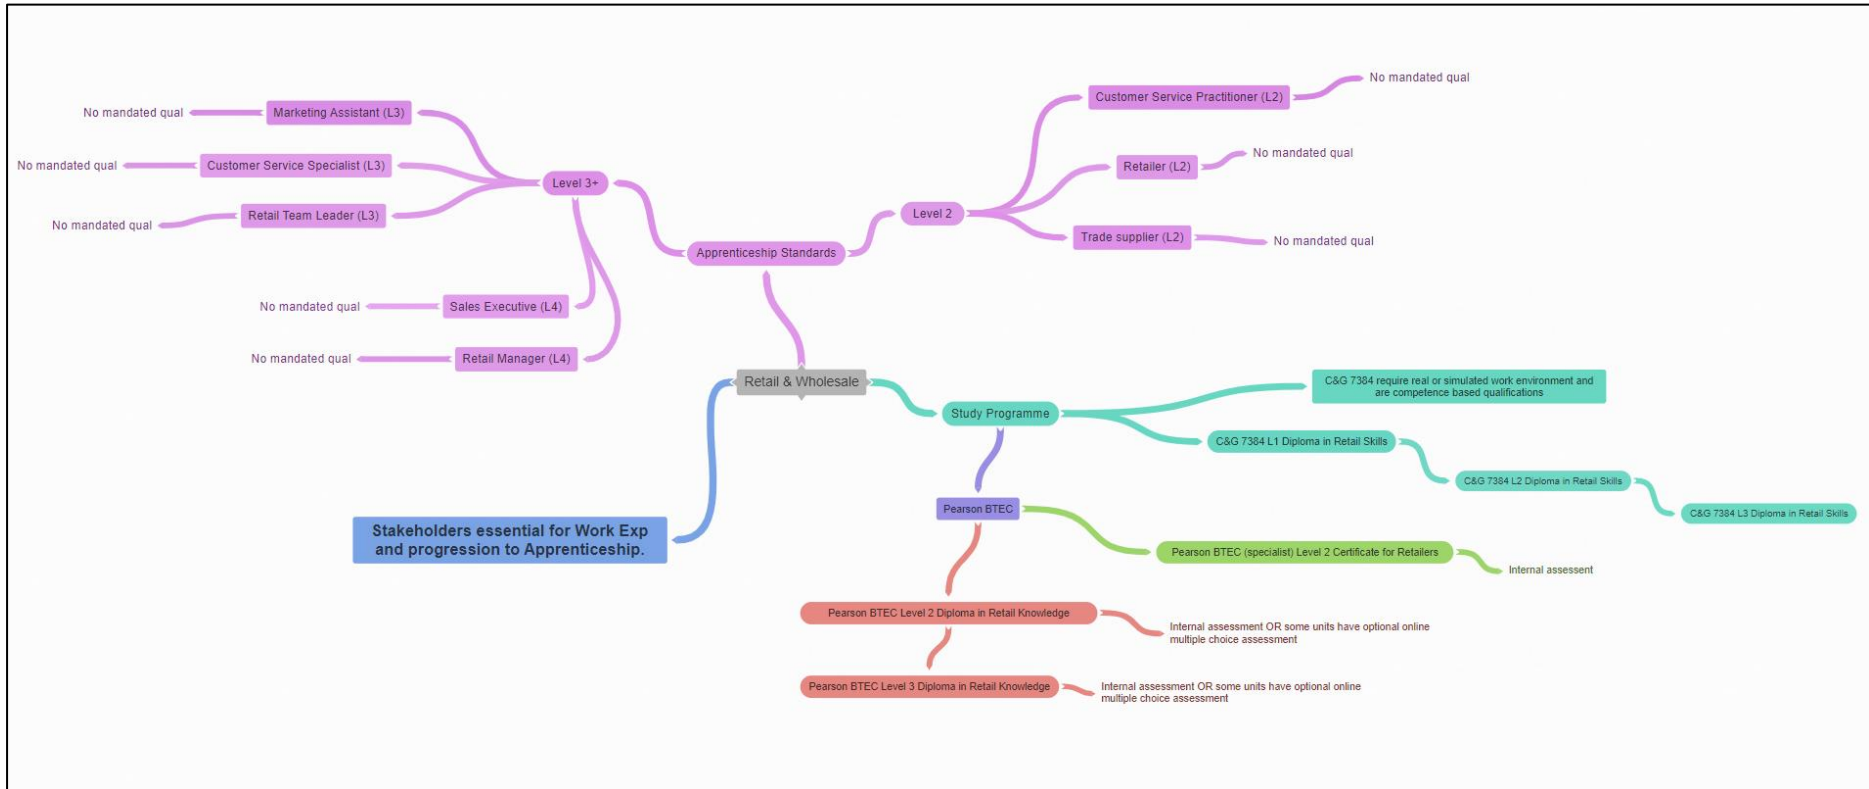 No mandated qual
Marketing Assistant (L3)
No mandated qual
Customer Service Specialist (L3)
No mandated qual
Retail Team Leader (L3)
Level 3+
No mandated qual
Sales Executive (L4)
No mandated qual
Retail Manager (L4)
Apprenticeship Standards
Level 2
Customer Service Practitioner (L2)
No mandated qual
Retailer (L2)
No mandated qual
Trade supplier (L2)
No mandated qual
Retail & Wholesale
Stakeholders essential for Work Exp
and progression to Apprenticeship.
Study Programme
C&G 7384 require real or simulated work environment and
are competence based qualifications
C&G 7384 L1 Diploma in Retail Skills
C&G 7384 L2 Diploma in Retail Skills
C&G 7384 L3 Diploma in Retail Skills
Pearson BTEC
Pearson BTEC (specialist) Level 2 Certificate for Retailers
Internal assessent
Pearson BTEC Level 2 Diploma in Retail Knowledge
Internal assessment OR some units have optional online
multiple choice assessment
Pearson BTEC Level 3 Diploma in Retail Knowledge
Internal assessment OR some units have optional online
multiple choice assessment